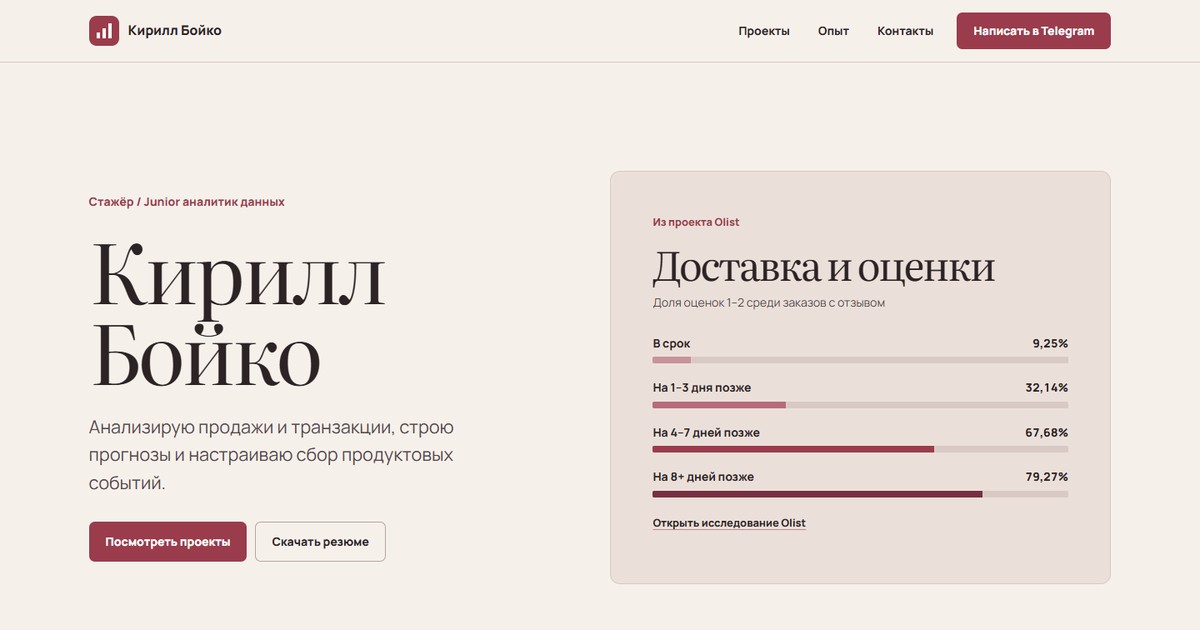 Кирилл Бойко
Проекты
Опыт
Контакты
Написать в Telegram
Стажёр / Junior аналитик данных
Кирилл
Бойко
Анализирую продажи и транзакции, строю
прогнозы и настраиваю сбор продуктовых
событий.
Посмотреть проекты
Скачать резюме
Из проекта Olist
Доставка и оценки
Доля оценок 1–2 среди заказов с отзывом
В срок 9,25%
На 1–3 дня позже 32,14%
На 4–7 дней позже 67,68%
На 8+ дней позже 79,27%
Открыть исследование Olist